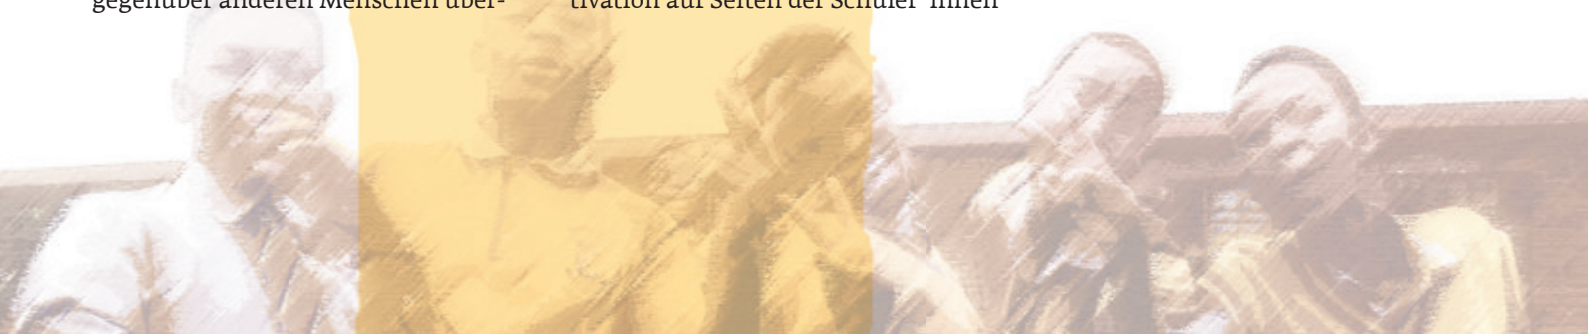 gegenüber anderen Menschen über-
tivation auf Seiten der Schüler*innen